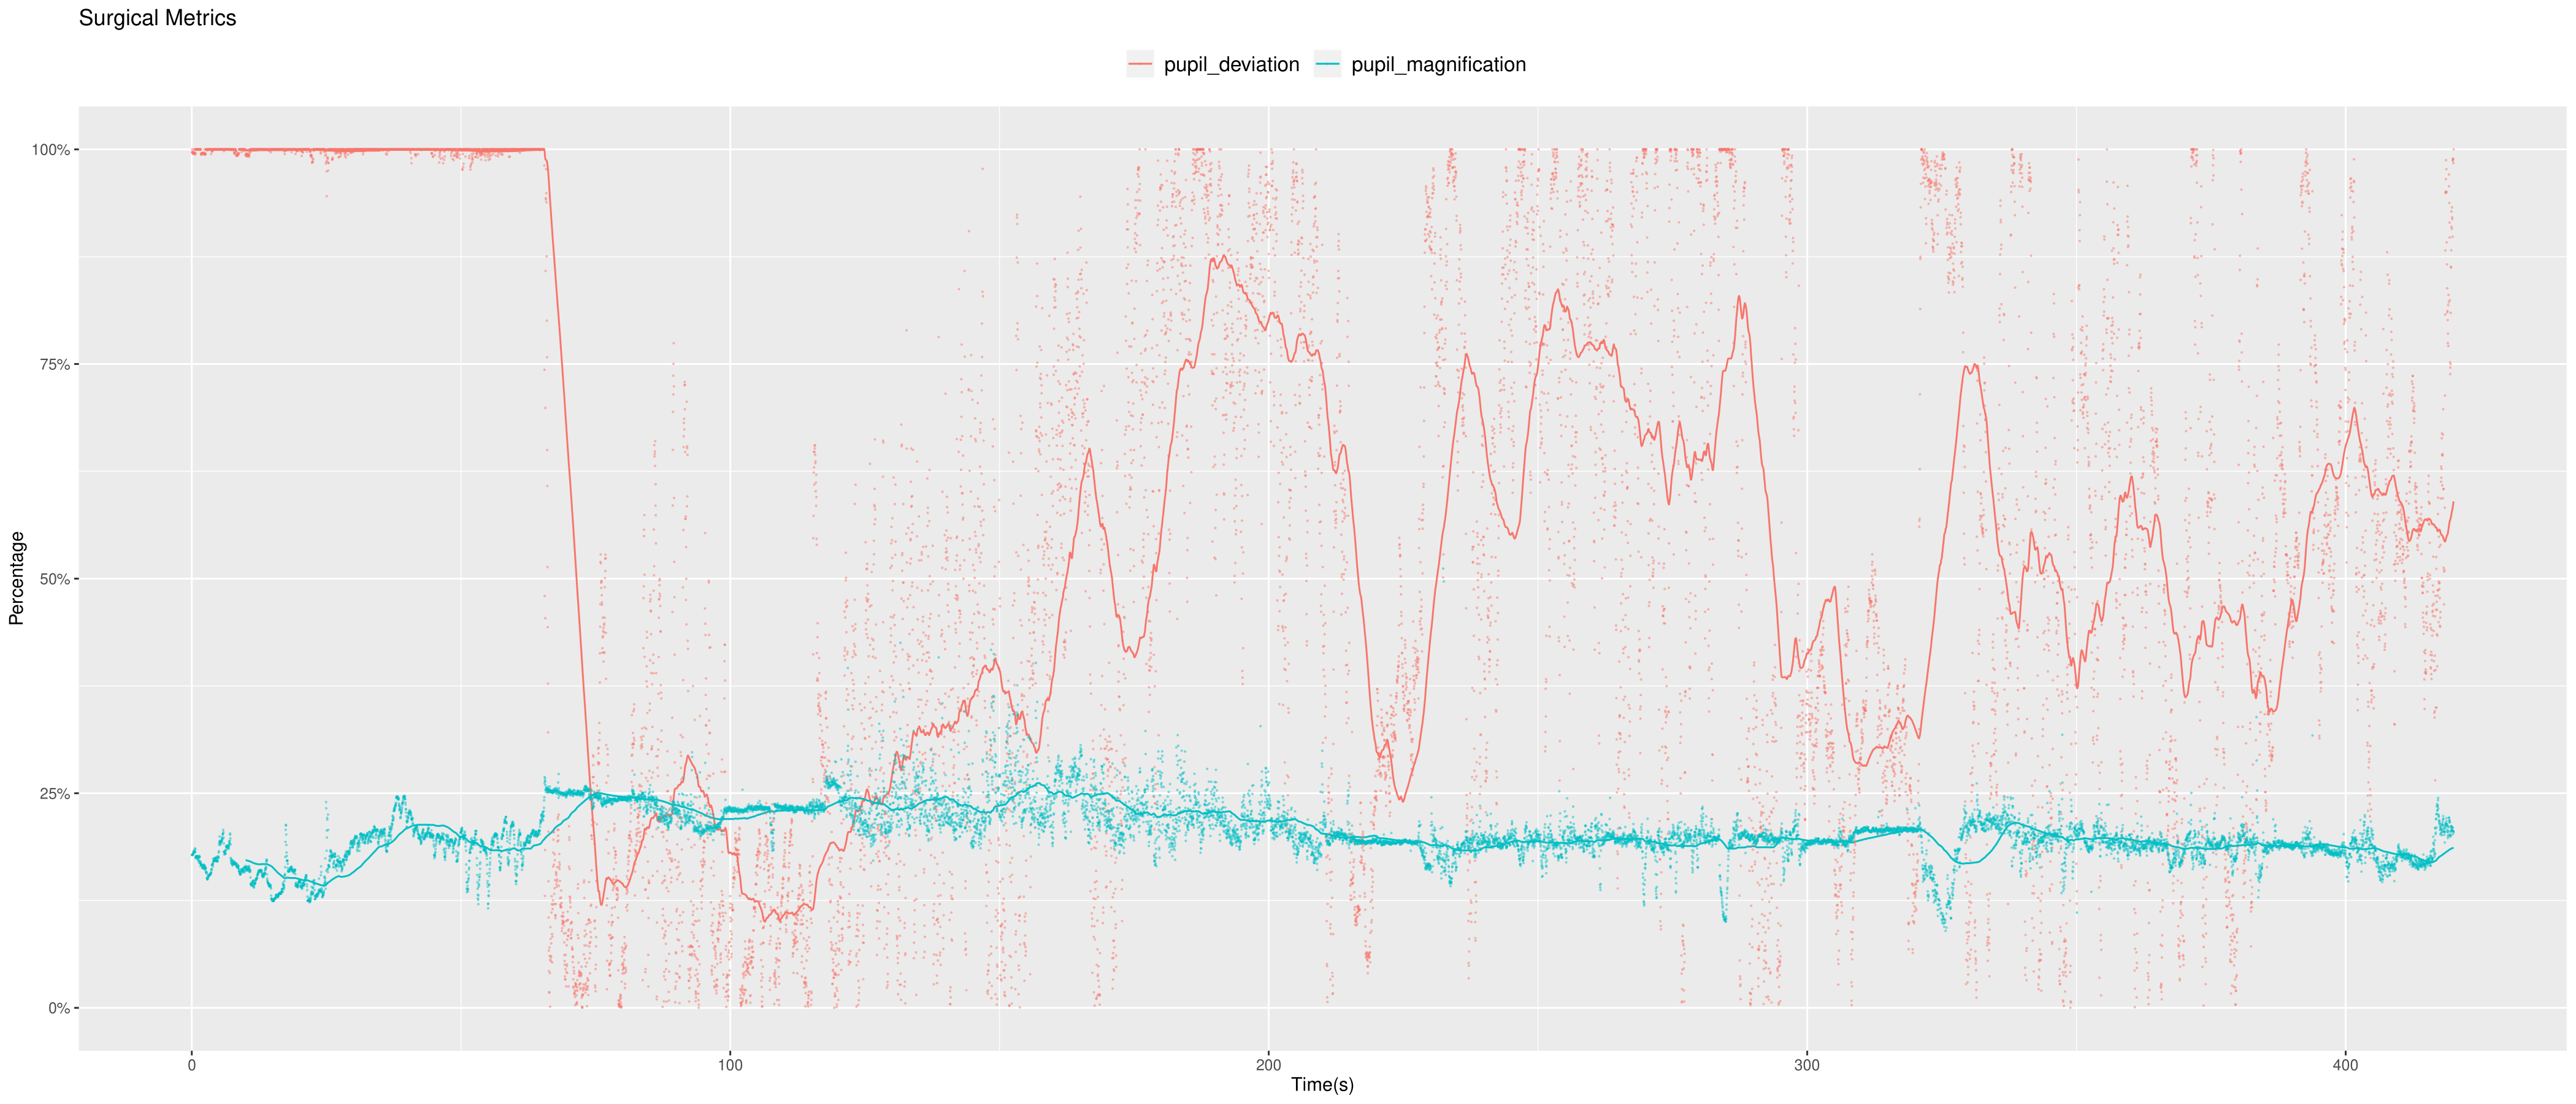 Surgical Metrics
pupil_deviation pupil_magnification
100%
75%
50%
25%
0%
Percentage
0 100 200 300 400
Time(s)